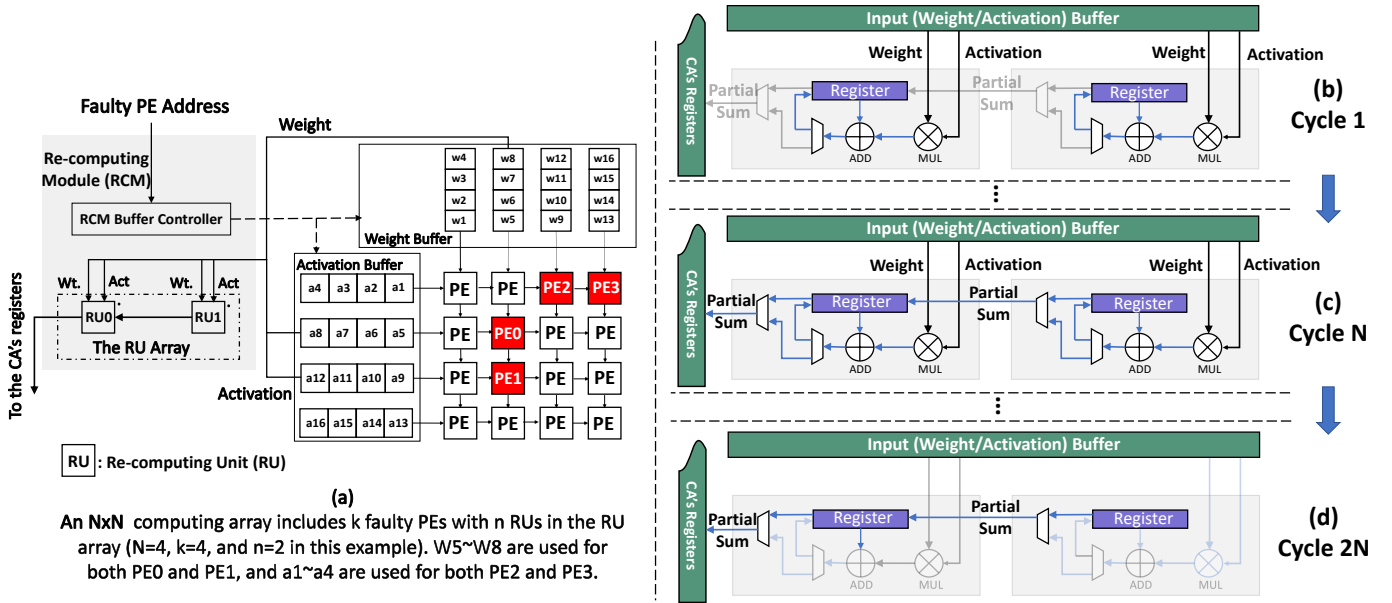 Faulty PE Address
Re-computing
Module (RCM)
RCM Buffer Controller
Weight
w4 w8 w12 w16
w3 w7 w11 w15
w2 w6 w10 w14
w1 w5 w9 w13
Weight Buffer
Activation Buffer
a4 a3 a2 a1
PE PE PE2 PE3
a8 a7 a6 a5
PE PE0 PE PE
a12 a11 a10 a9
PE PE1 PE PE
a16 a15 a14 a13
PE PE PE PE
Activation
Wt. Act Wt. Act
RU0 RU1
The RU Array
To the CA's registers
RU : Re-computing Unit (RU)
(a)
An NxN computing array includes k faulty PEs with n RUs in the RU
array (N=4, k=4, and n=2 in this example). W5~W8 are used for
both PE0 and PE1, and a1~a4 are used for both PE2 and PE3.
Input (Weight/Activation) Buffer
CA's Registers
Weight Activation Weight Activation
Partial
Sum
Register
Partial
Sum
Register
ADD MUL ADD MUL
(b)
Cycle 1
Input (Weight/Activation) Buffer
CA's Registers
Weight Activation Weight Activation
Partial
Sum
Register
Partial
Sum
Register
ADD MUL ADD MUL
(c)
Cycle N
Input (Weight/Activation) Buffer
CA's Registers
Partial
Sum
Register
Partial
Sum
Register
ADD MUL ADD MUL
(d)
Cycle 2N